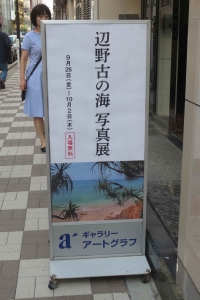 辺野古の海 写真展
9月26日(金)〜10月2日(木)
入場無料
a
ギャラリー
アートグラフ